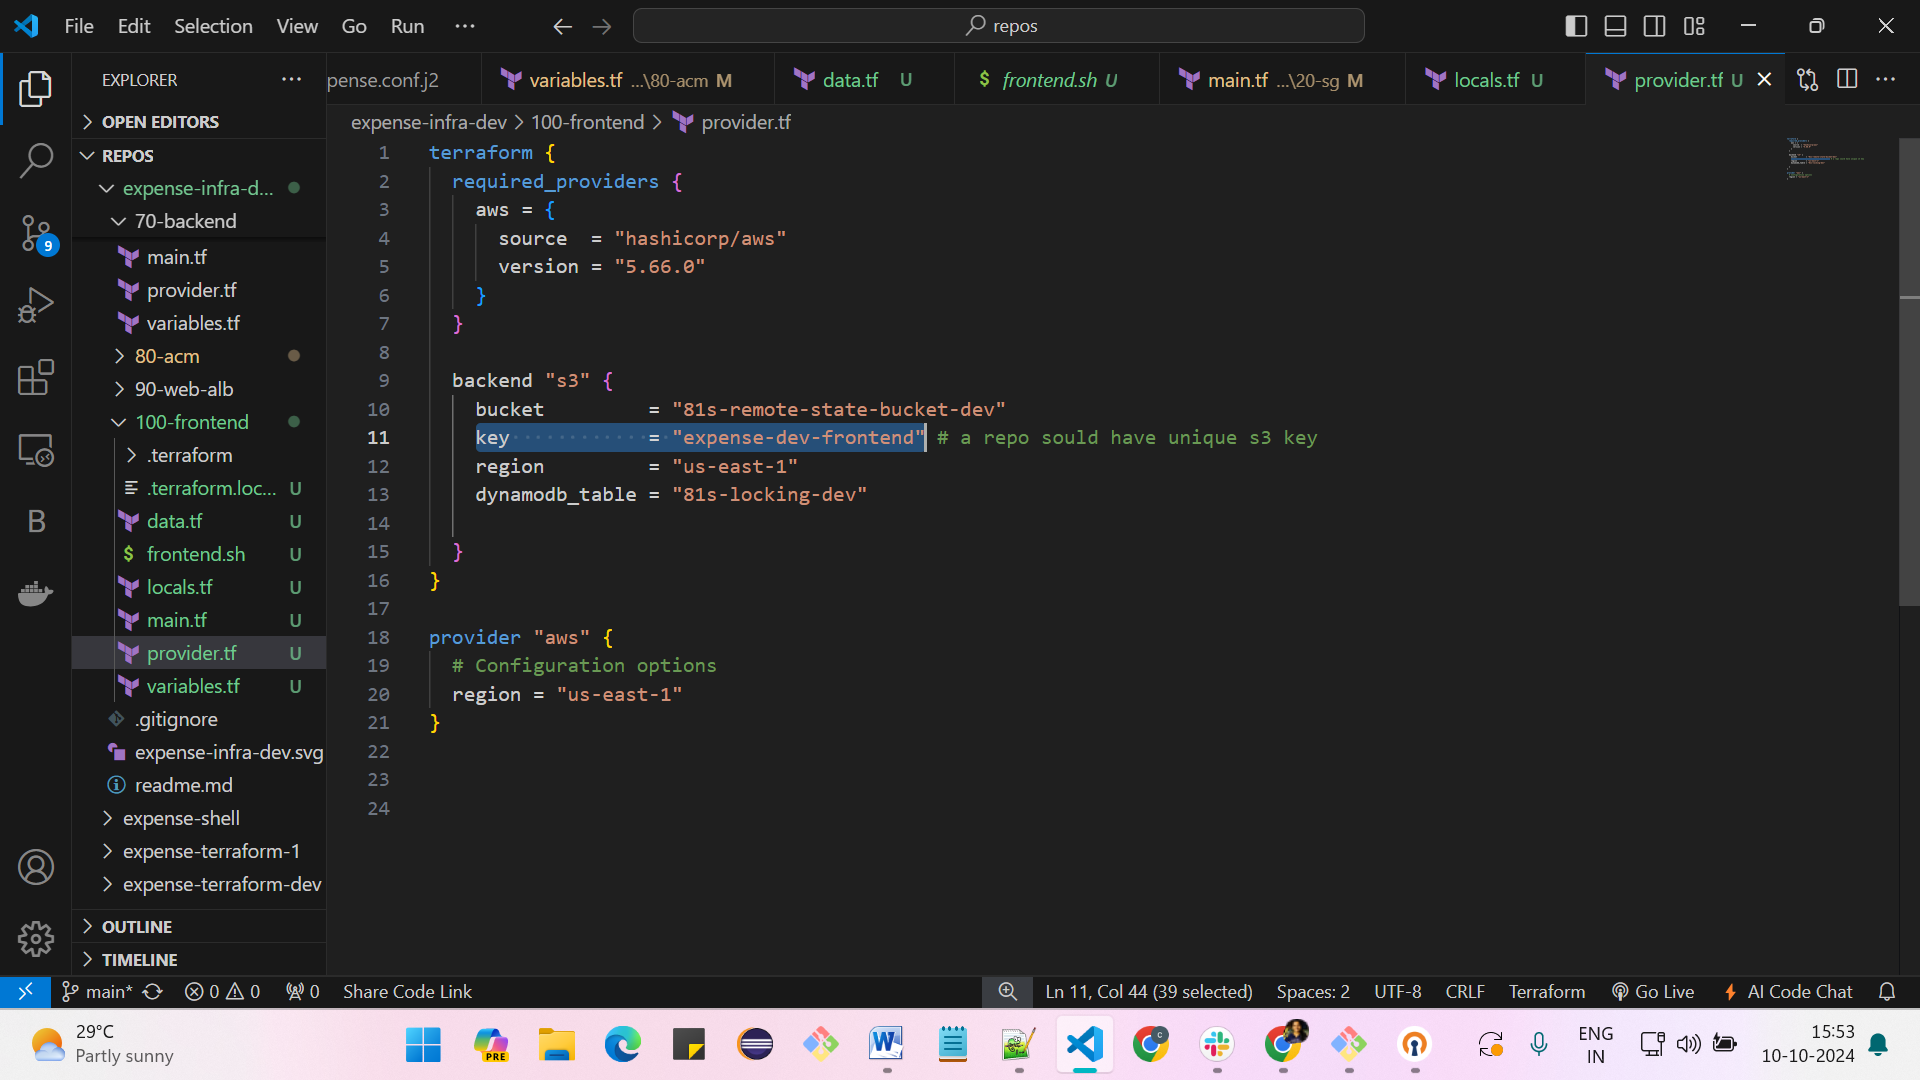 File Edit Selection View Go Run ··· repos
EXPLORER ···
pense.conf.j2 variables.tf ...\80-acm M data.tf U $ frontend.sh U main.tf ...\20-sg M locals.tf U provider.tf U ···
OPEN EDITORS
REPOS
expense-infra-d...
70-backend
main.tf
provider.tf
variables.tf
80-acm
90-web-alb
100-frontend
.terraform
.terraform.loc... U
data.tf U
$ frontend.sh U
locals.tf U
main.tf U
provider.tf U
variables.tf U
.gitignore
expense-infra-dev.svg
readme.md
expense-shell
expense-terraform-1
expense-terraform-dev
OUTLINE
TIMELINE
9
B
expense-infra-dev > 100-frontend > provider.tf
1 terraform {
2 required_providers {
3 aws = {
4 source = "hashicorp/aws"
5 version = "5.66.0"
6 }
7 }
8
9 backend "s3" {
10 bucket = "81s-remote-state-bucket-dev"
11 key = "expense-dev-frontend" # a repo sould have unique s3 key
12 region = "us-east-1"
13 dynamodb_table = "81s-locking-dev"
14
15 }
16 }
17
18 provider "aws" {
19 # Configuration options
20 region = "us-east-1"
21 }
22
23
24
main* 0 0 0 Share Code Link Ln 11, Col 44 (39 selected) Spaces: 2 UTF-8 CRLF Terraform Go Live AI Code Chat
29°C
Partly sunny
PRE
C
ENG
IN
15:53
10-10-2024